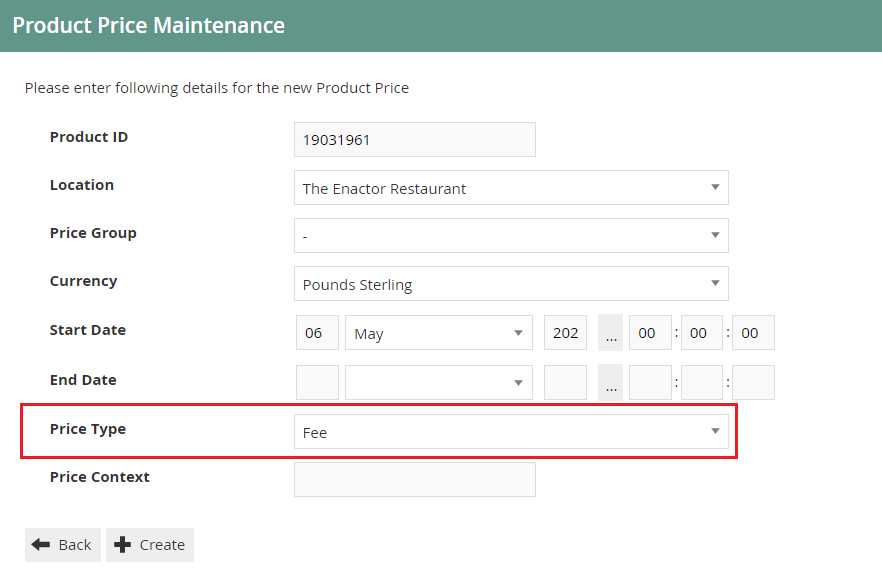 Product Price Maintenance
Please enter following details for the new Product Price
Product ID 19031961
Location The Enactor Restaurant
Price Group -
Currency Pounds Sterling
Start Date 06 May 202 ... 00 : 00 : 00
End Date ... : :
Price Type Fee
Price Context
Back Create